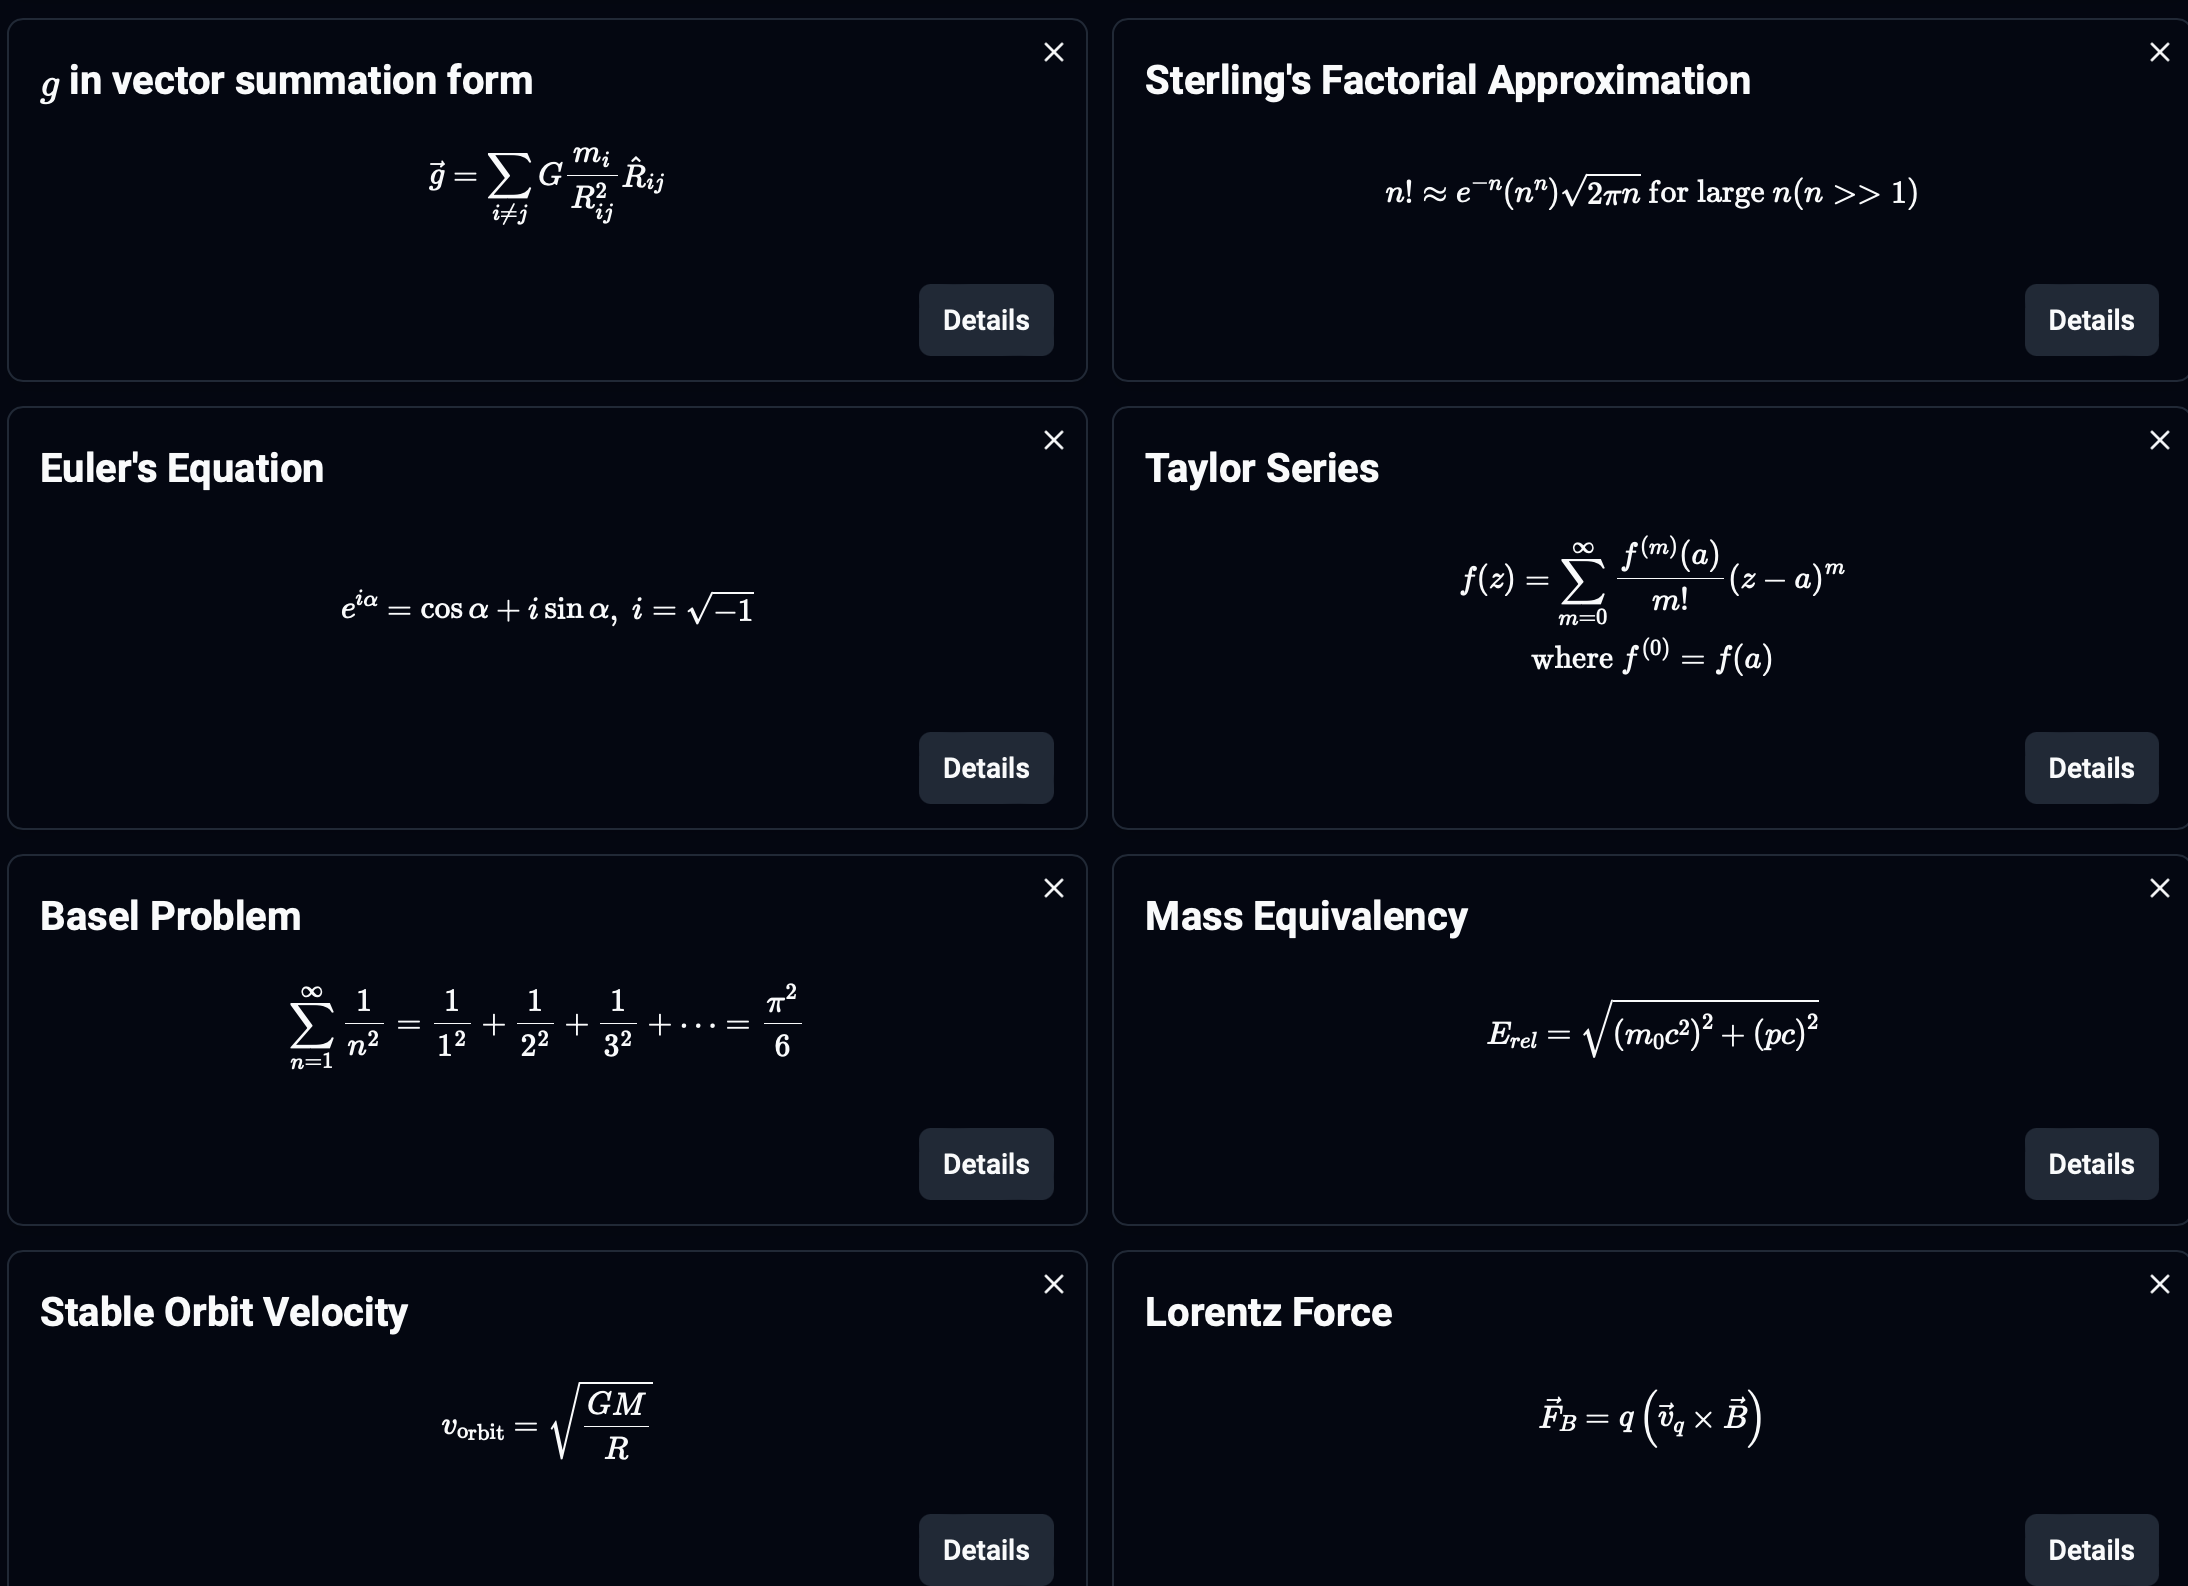 g in vector summation form
$\vec{g} = \sum_{i \neq j} G \frac{m_i}{R_{ij}^2} \hat{R}_{ij}$
Details
Sterling's Factorial Approximation
$n! \approx e^{-n}(n^n)\sqrt{2\pi n}$ for large $n(n >> 1)$
Details
Euler's Equation
$e^{i\alpha} = \cos\alpha + i\sin\alpha,\ i = \sqrt{-1}$
Details
Taylor Series
$f(z) = \sum_{m=0}^{\infty} \frac{f^{(m)}(a)}{m!}(z-a)^m$
where $f^{(0)} = f(a)$
Details
Basel Problem
$\sum_{n=1}^{\infty} \frac{1}{n^2} = \frac{1}{1^2} + \frac{1}{2^2} + \frac{1}{3^2} + \cdots = \frac{\pi^2}{6}$
Details
Mass Equivalency
$E_{rel} = \sqrt{(m_0c^2)^2 + (pc)^2}$
Details
Stable Orbit Velocity
$v_{\text{orbit}} = \sqrt{\frac{GM}{R}}$
Details
Lorentz Force
$\vec{F}_B = q\left(\vec{v}_q \times \vec{B}\right)$
Details